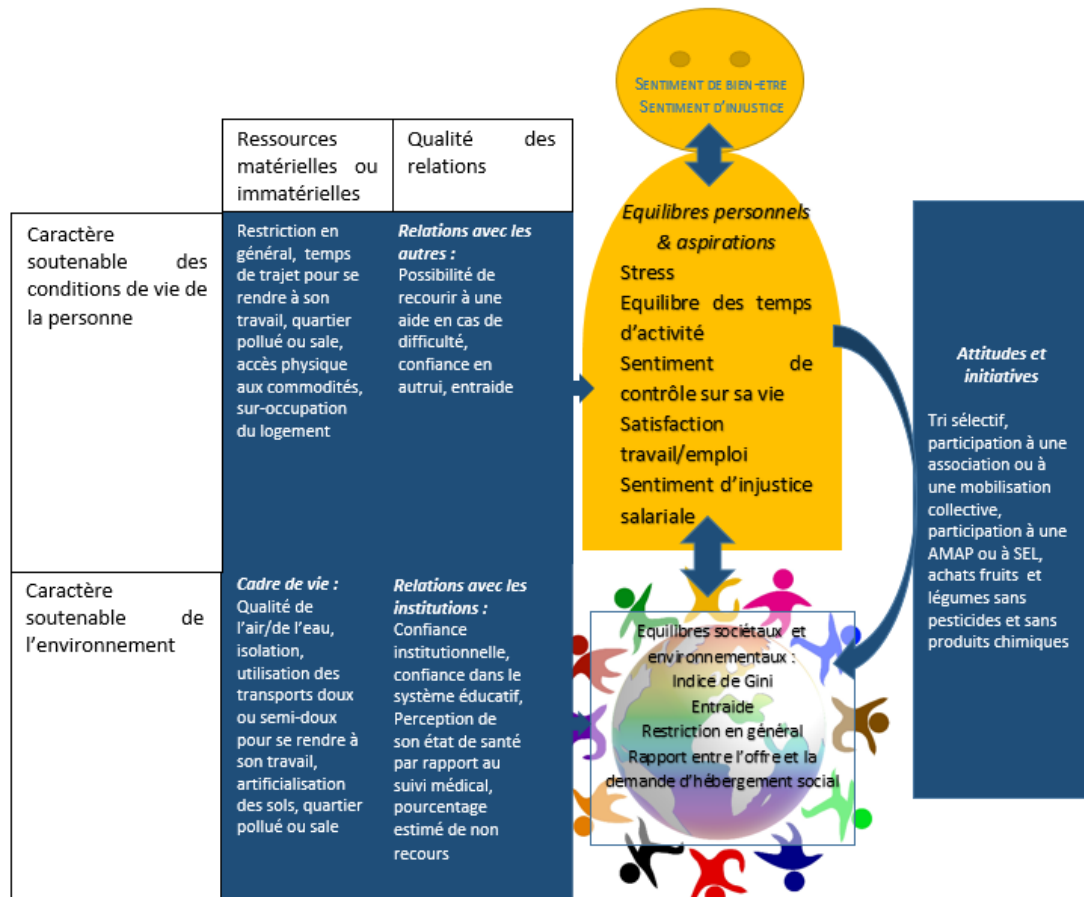 SENTIMENT DE BIEN-ETRE
SENTIMENT D'INJUSTICE
Ressources
matérielles ou
immatérielles
Qualité des
relations
Caractère
soutenable des
conditions de vie de
la personne
Restriction en
général, temps
de trajet pour se
rendre à son
travail, quartier
pollué ou sale,
accès physique
aux commodités,
sur-occupation
du logement
Relations avec les
autres :
Possibilité de
recourir à une
aide en cas de
difficulté,
confiance en
autrui, entraide
Equilibres personnels
& aspirations
Stress
Equilibre des temps
d'activité
Sentiment de
contrôle sur sa vie
Satisfaction
travail/emploi
Sentiment d'injustice
salariale
Attitudes et
initiatives
Tri sélectif,
participation à une
association ou à
une mobilisation
collective,
participation à une
AMAP ou à SEL,
achats fruits et
légumes sans
pesticides et sans
produits chimiques
Caractère
soutenable de
l'environnement
Cadre de vie :
Qualité de
l'air/de l'eau,
isolation,
utilisation des
transports doux
ou semi-doux
pour se rendre à
son travail,
artificialisation
des sols, quartier
pollué ou sale
Relations avec les
institutions :
Confiance
institutionnelle,
confiance dans le
système éducatif,
Perception de
son état de santé
par rapport au
suivi médical,
pourcentage
estimé de non
recours
Equilibres sociétaux et
environnementaux :
Indice de Gini
Entraide
Restriction en général
Rapport entre l'offre et la
demande d'hébergement social